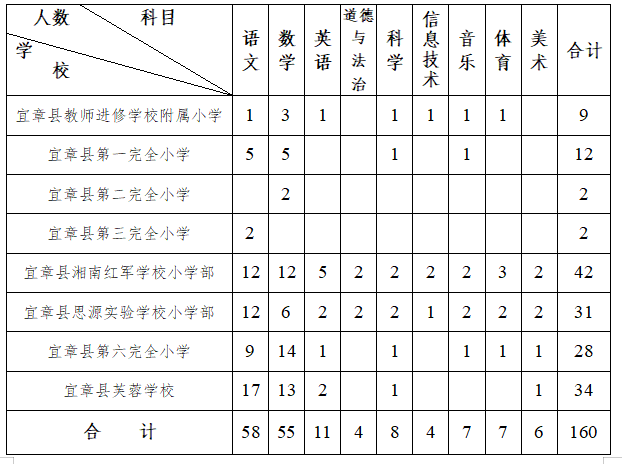 人数 科目 学校 语文 数学 英语 道德与法治 科学 信息技术 音乐 体育 美术 合计
宜章县教师进修学校附属小学 1 3 1 1 1 1 1 9
宜章县第一完全小学 5 5 1 1 12
宜章县第二完全小学 2 2
宜章县第三完全小学 2 2
宜章县湘南红军学校小学部 12 12 5 2 2 2 2 3 2 42
宜章县思源实验学校小学部 12 6 2 2 2 1 2 2 2 31
宜章县第六完全小学 9 14 1 1 1 1 1 28
宜章县芙蓉学校 17 13 2 1 1 34
合计 58 55 11 4 8 4 7 7 6 160